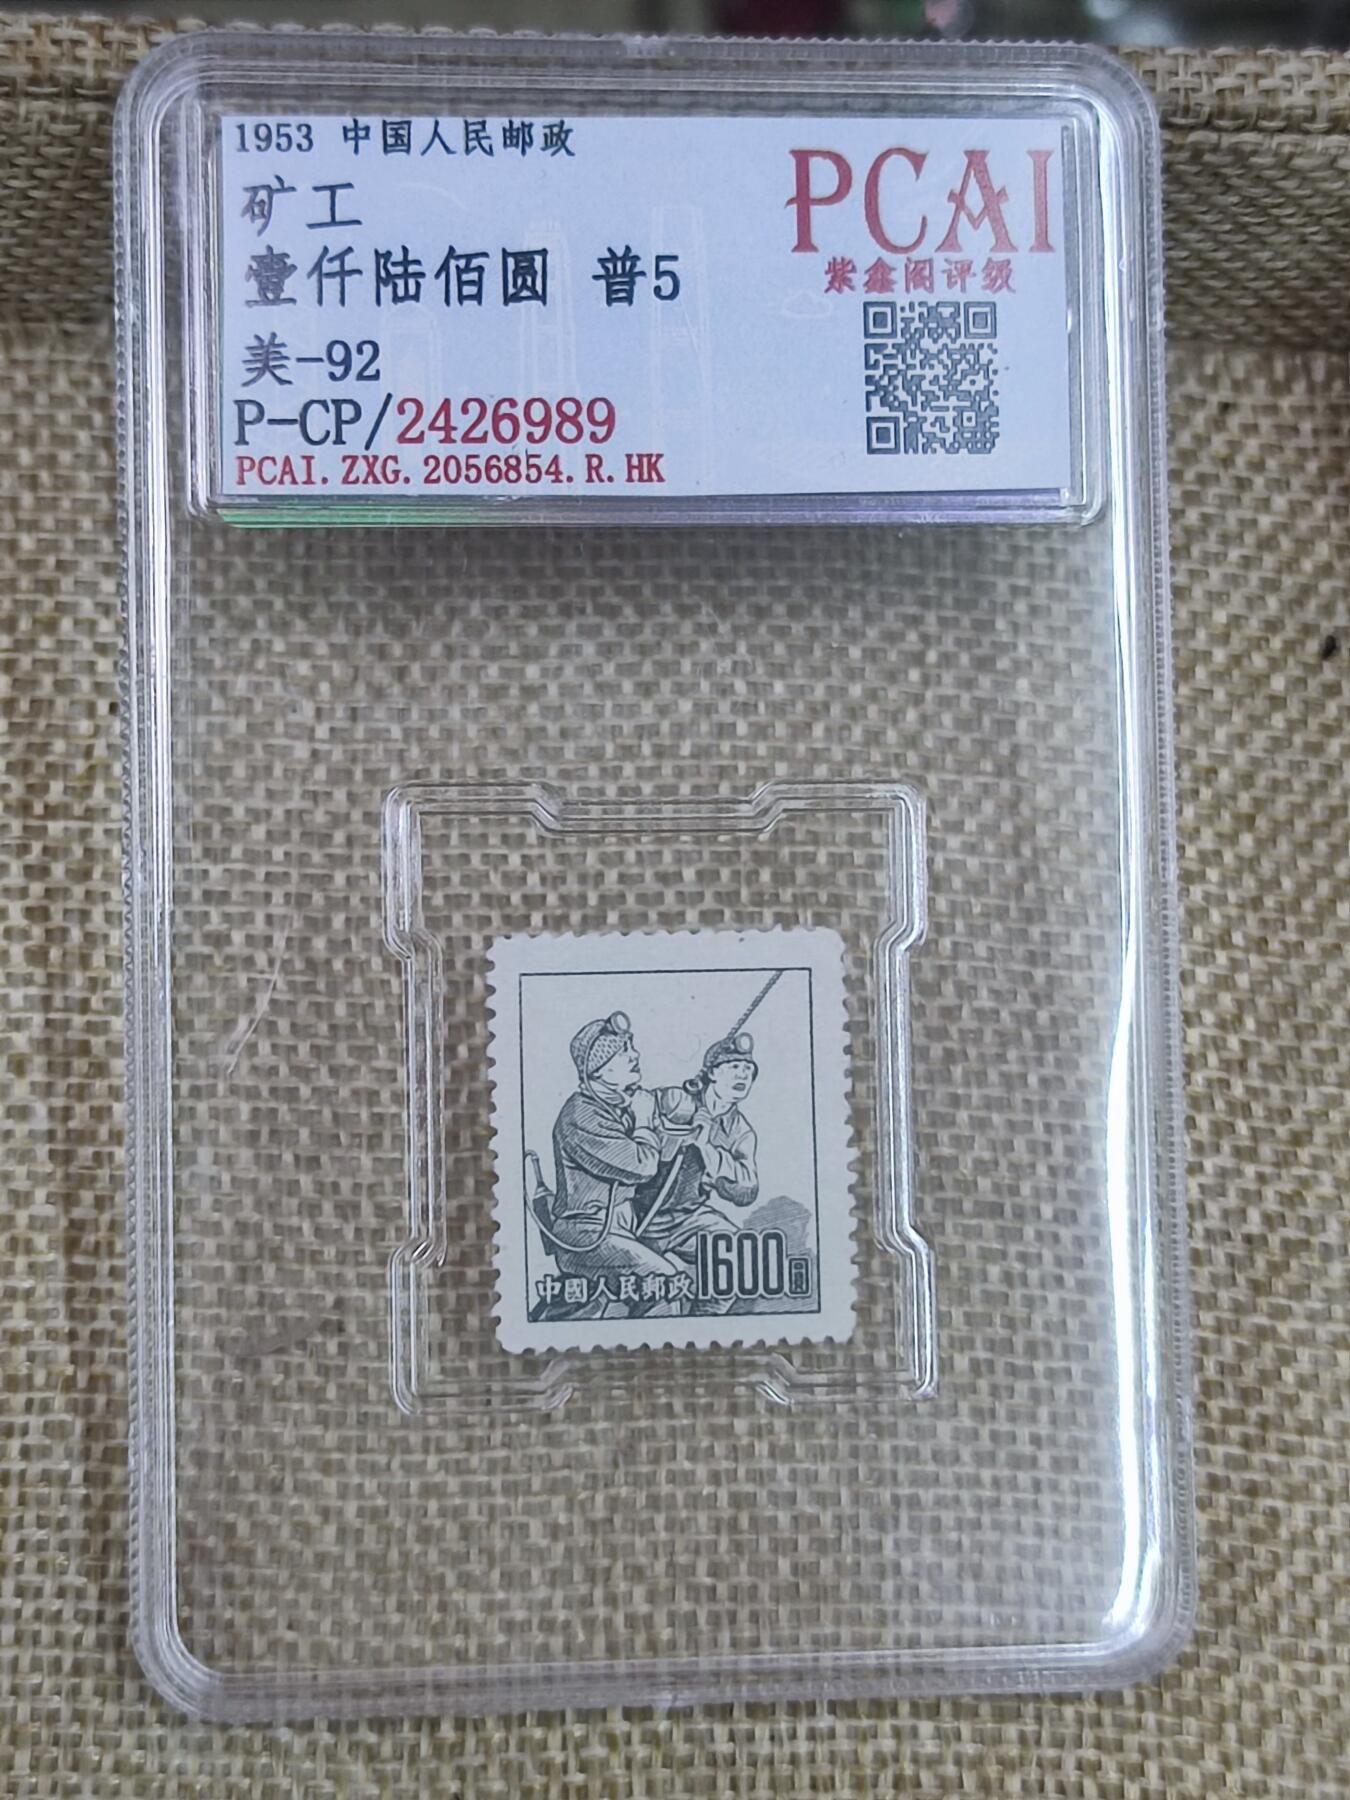 1953 中国人民邮政
矿工
壹仟陆佰圆 普5
美-92
P-CP/2426989
PCAI.ZXG.2056854.R.HK
PCAI
紫鑫阁评级
中國人民郵政1600圓